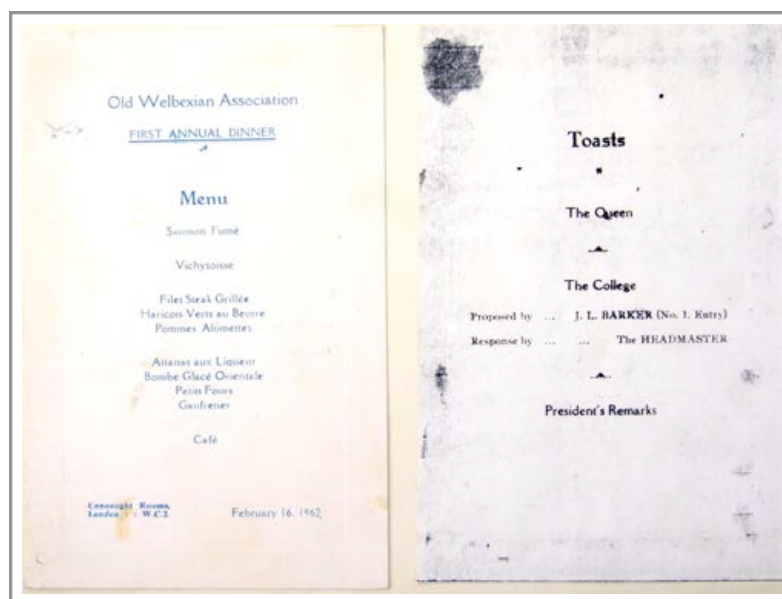 Old Welbexian Association
FIRST ANNUAL DINNER
Menu
Saumon Fumé
Vichysoisse
Filet Steak Grillée
Haricots Verts au Beurre
Pommes Allumettes
Ananas aux Liqueur
Bombe Glacé Orientale
Petits Fours
Gaufrettes
Café
Connaught Rooms,
London : : W.C.2.
February 16, 1962
Toasts
The Queen
The College
Proposed by ... J. L. BARKER (No. 1. Entry)
Response by ... ... The HEADMASTER
President's Remarks